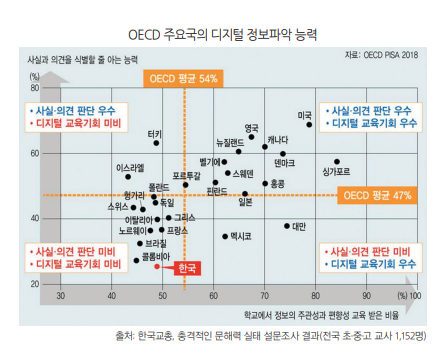 OECD 주요국의 디지털 정보파악 능력
사실과 의견을 식별할 줄 아는 능력
자료: OECD PISA 2018
(%)
OECD 평균 54%
80
• 사실·의견 판단 우수
• 디지털 교육기회 미비
• 사실·의견 판단 우수
• 디지털 교육기회 우수
미국
터키
영국
캐나다
뉴질랜드
60
벨기에
덴마크
이스라엘
포르투갈
스웨덴
싱가포르
핀란드
홍콩
헝가리
폴란드
OECD 평균 47%
스위스
독일
일본
40
이탈리아
그리스
노르웨이
프랑스
멕시코
대만
브라질
• 사실·의견 판단 미비
• 디지털 교육기회 미비
콜롬비아
한국
• 사실·의견 판단 미비
• 디지털 교육기회 우수
20
30 40 50 60 70 80 90 (%) 100
학교에서 정보의 주관성과 편향성 교육 받은 비율
출처: 한국교총, 충격적인 문해력 실태 설문조사 결과(전국 초·중·고 교사 1,152명)